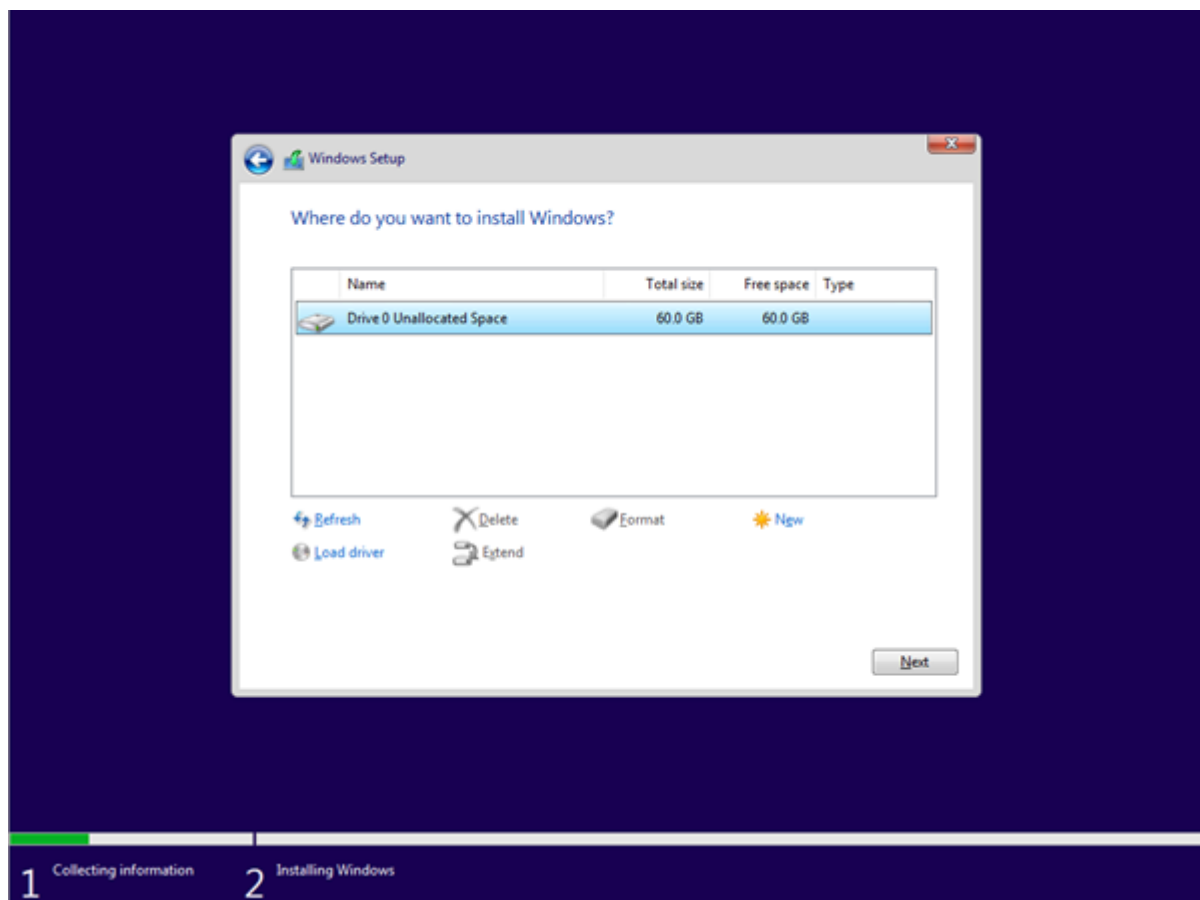 Windows Setup
Where do you want to install Windows?
Name Total size Free space Type
Drive 0 Unallocated Space 60.0 GB 60.0 GB
Refresh Delete Format New
Load driver Extend
Next
1 Collecting information 2 Installing Windows